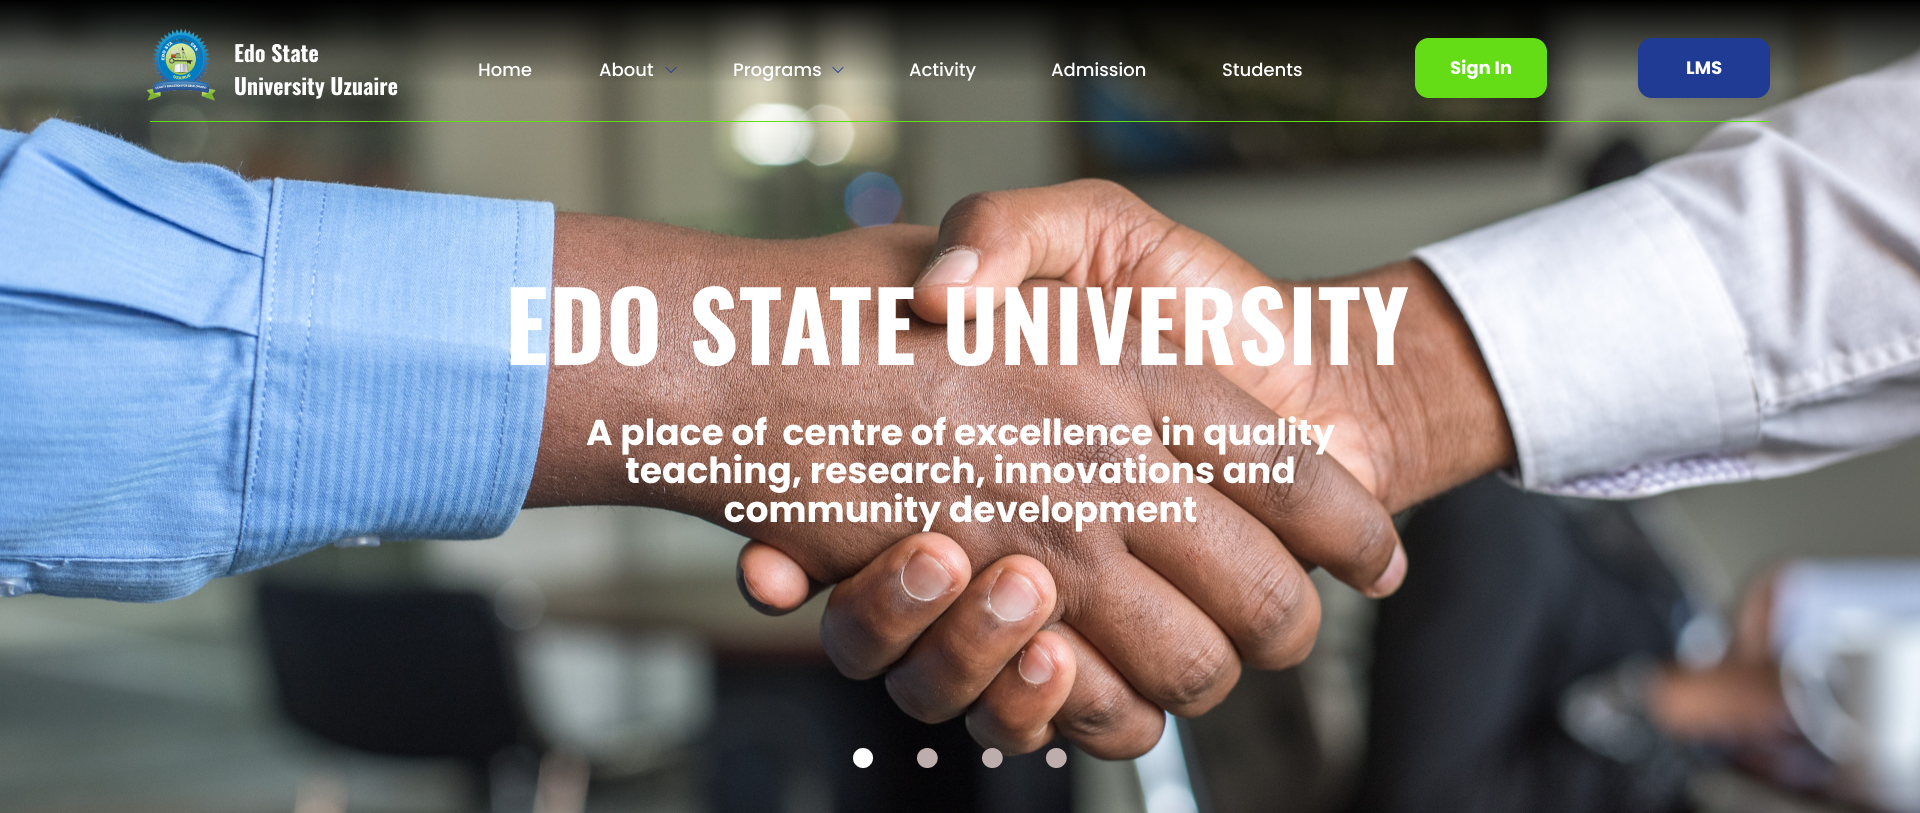 Edo State
University Uzuaire
Home
About
Programs
Activity
Admission
Students
Sign In
LMS
EDO STATE UNIVERSITY
A place of  centre of excellence in quality
teaching, research, innovations and
community development